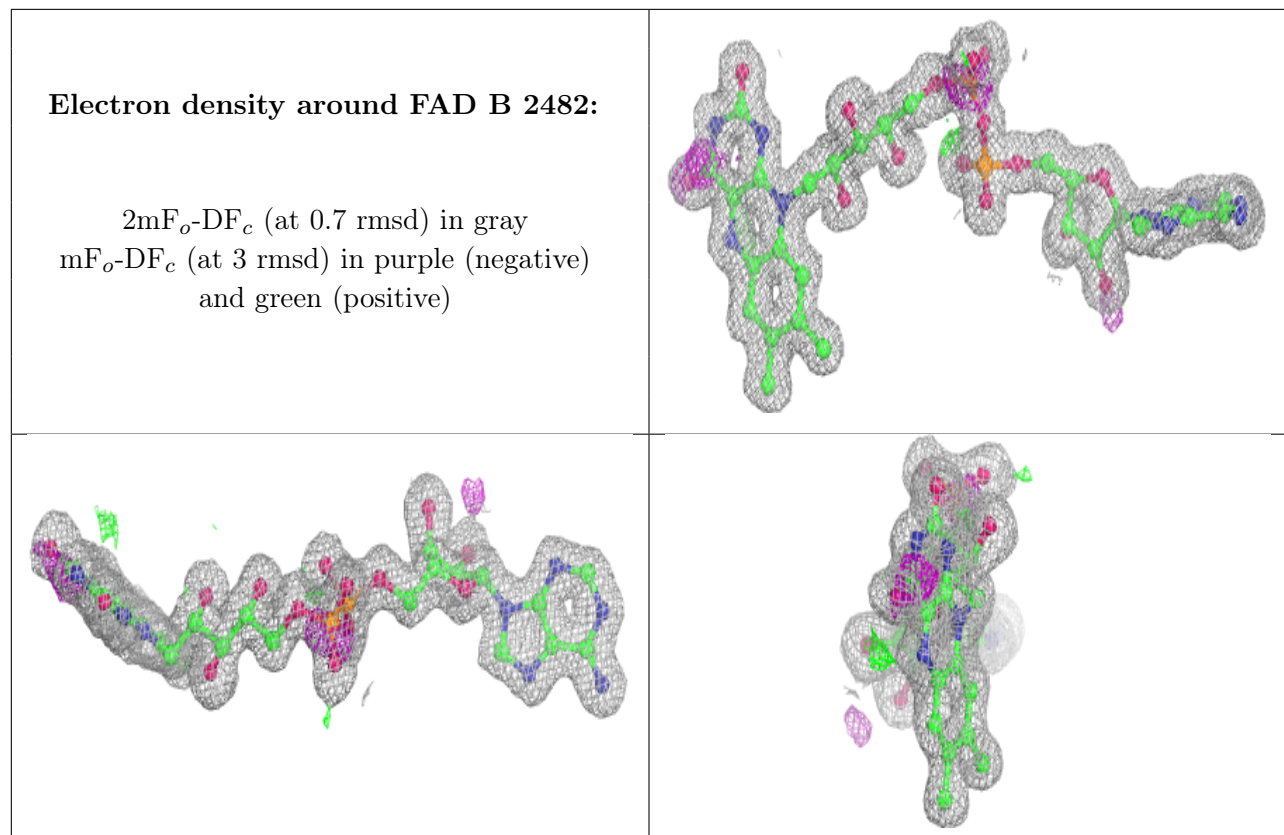 Electron density around FAD B 2482:
2mFo-DFc (at 0.7 rmsd) in gray
mFo-DFc (at 3 rmsd) in purple (negative)
and green (positive)